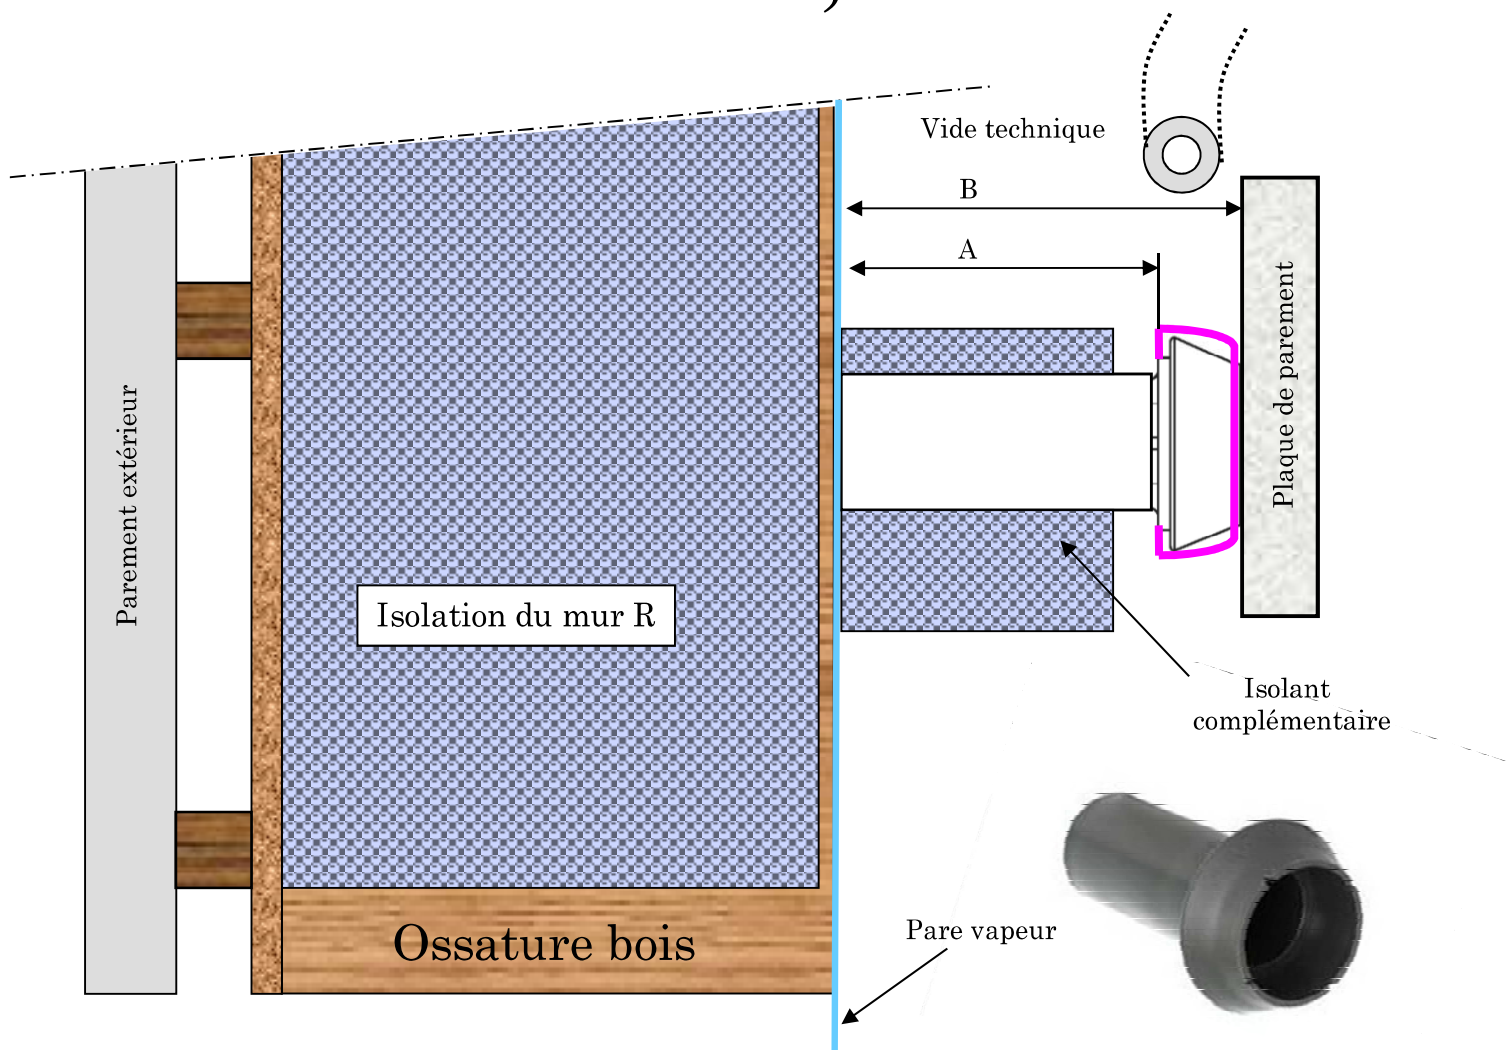 Vide technique
B
A
Parement extérieur
Plaque de parement
Isolation du mur R
Isolant
complémentaire
Pare vapeur
Ossature bois